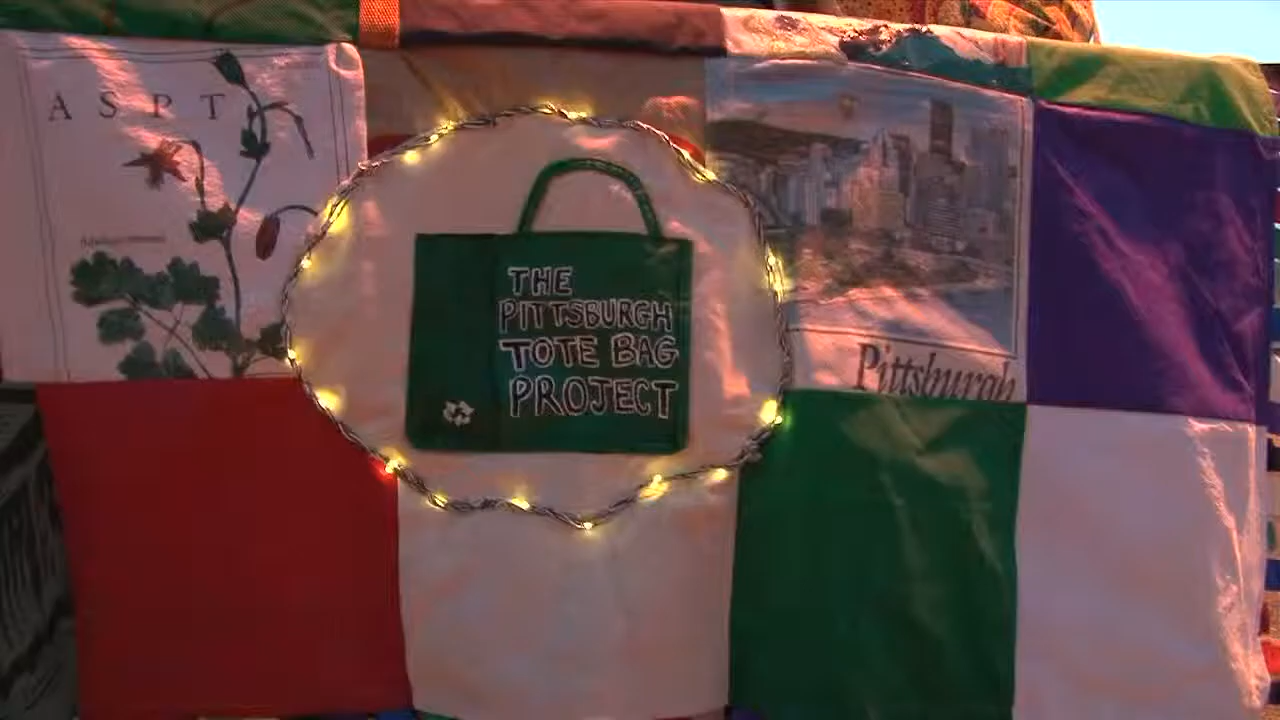 ASPT
THE
PITTSBURGH
TOTE BAG
PROJECT
Pittsburgh